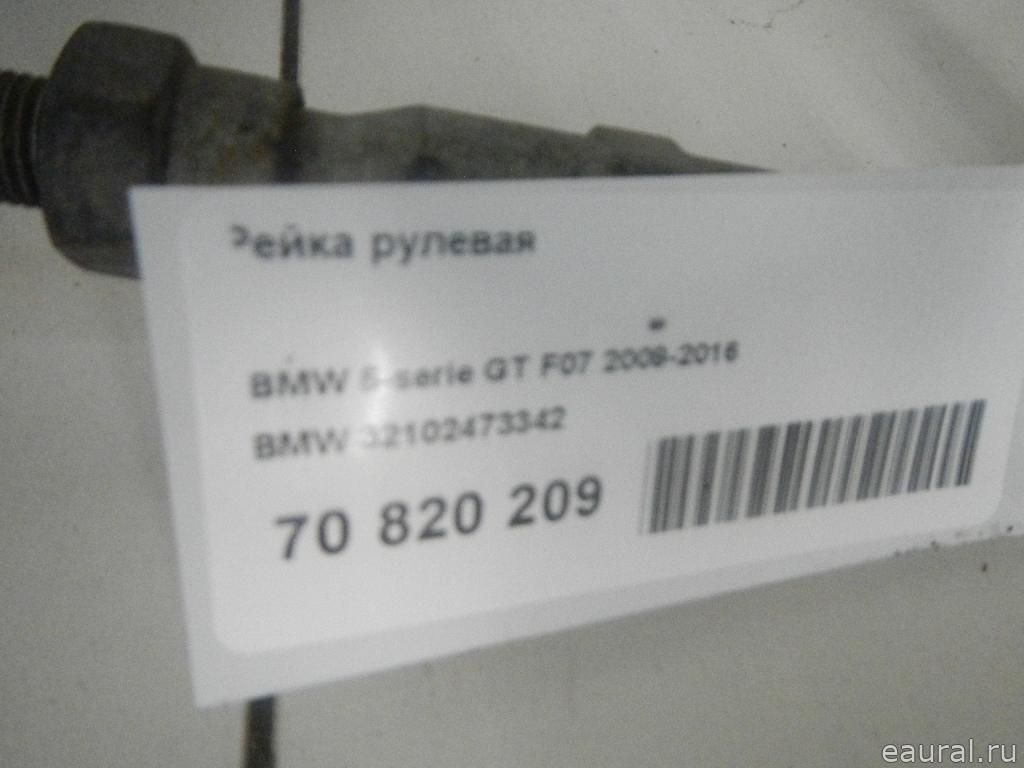 Рейка рулевая
BMW 5-serie GT F07 2009-2016
BMW 32102473342
70 820 209
eaural.ru